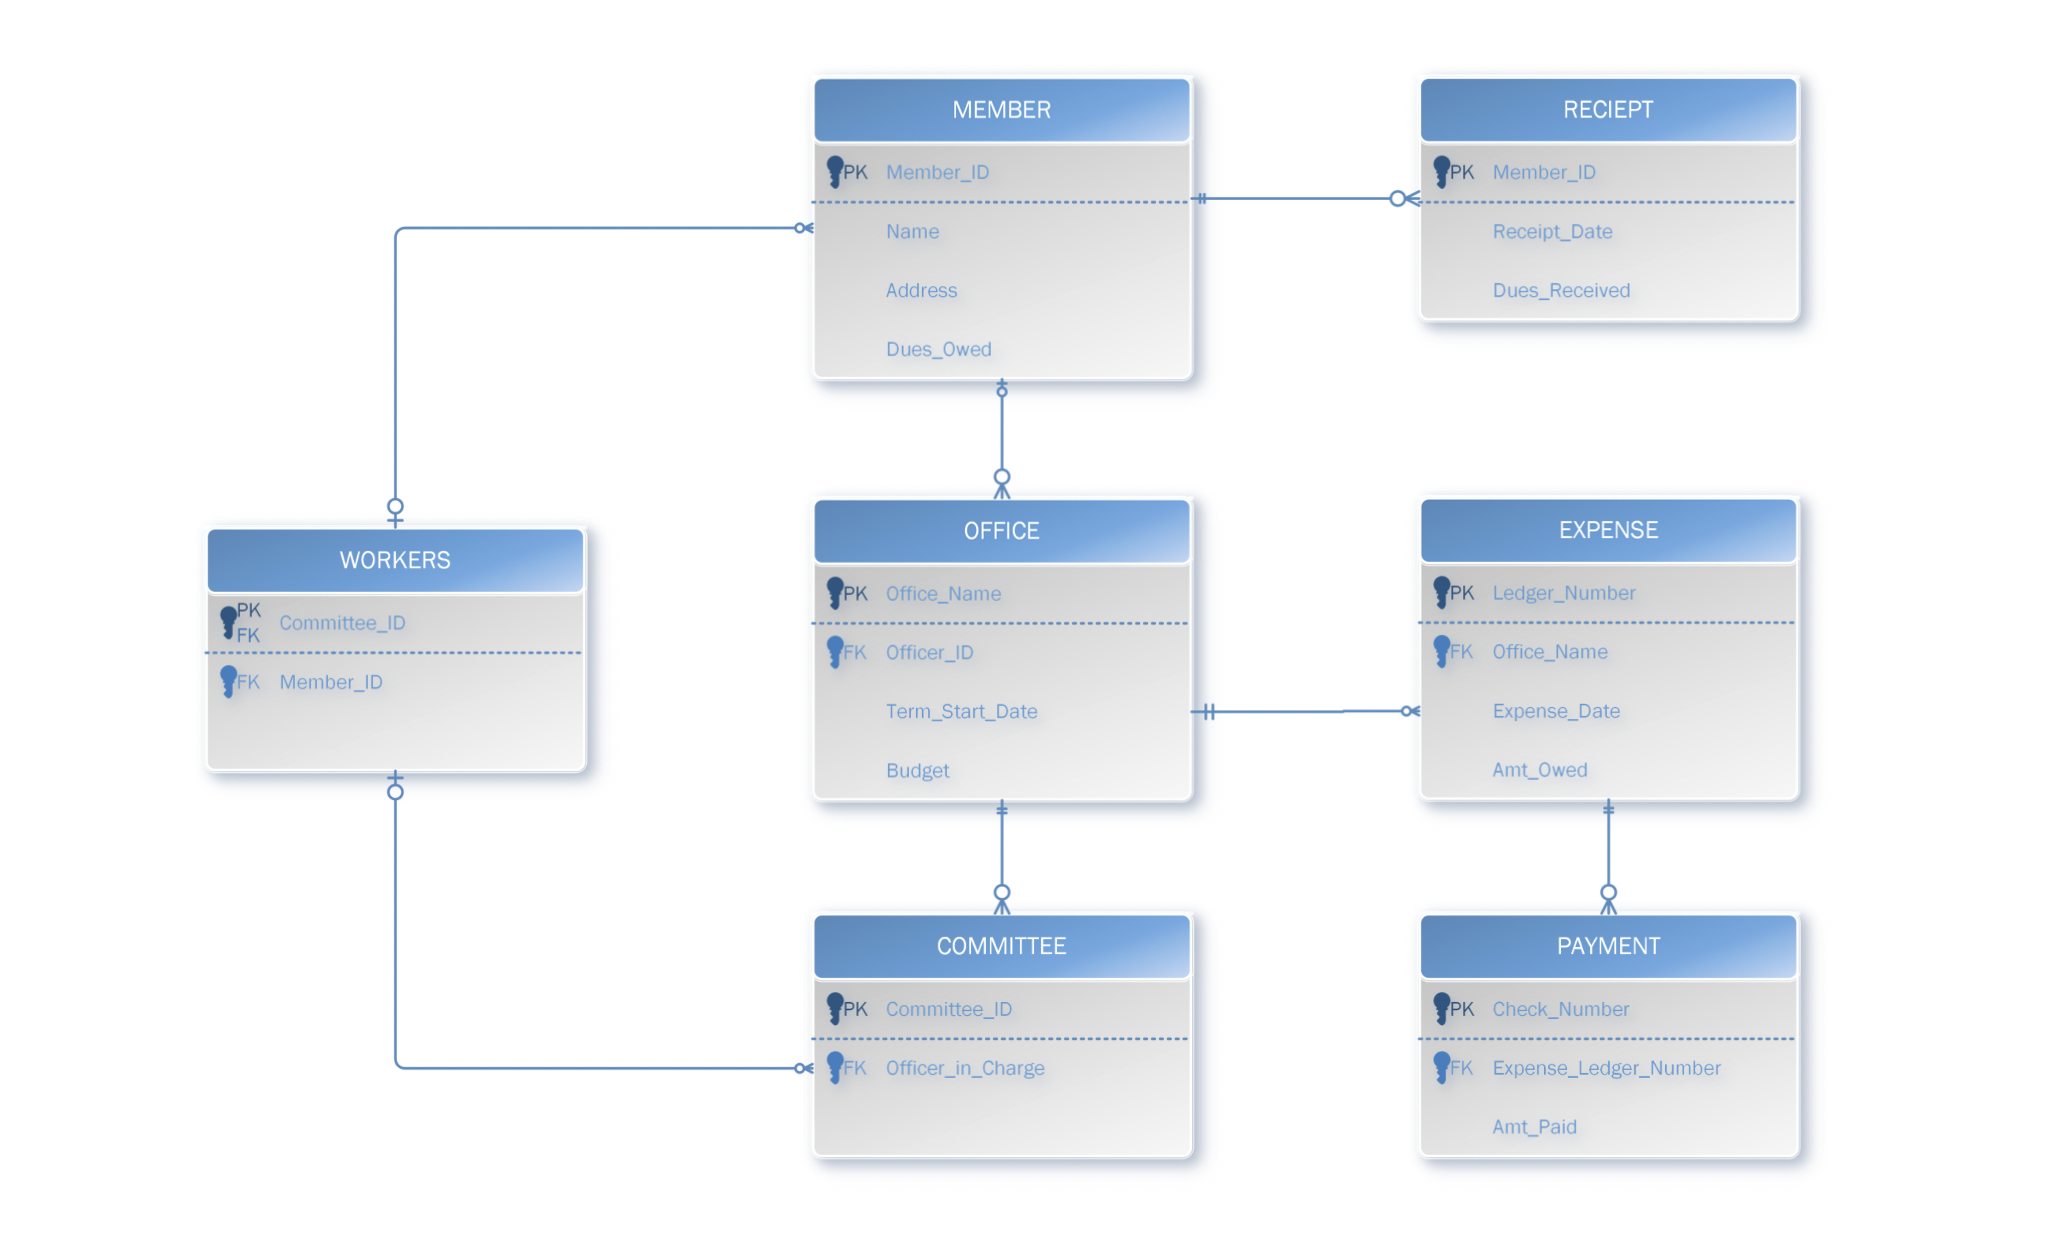 MEMBER
PK Member_ID
Name
Address
Dues_Owed
RECIEPT
PK Member_ID
Receipt_Date
Dues_Received
WORKERS
PK
FK Committee_ID
FK Member_ID
OFFICE
PK Office_Name
FK Officer_ID
Term_Start_Date
Budget
EXPENSE
PK Ledger_Number
FK Office_Name
Expense_Date
Amt_Owed
COMMITTEE
PK Committee_ID
FK Officer_in_Charge
PAYMENT
PK Check_Number
FK Expense_Ledger_Number
Amt_Paid